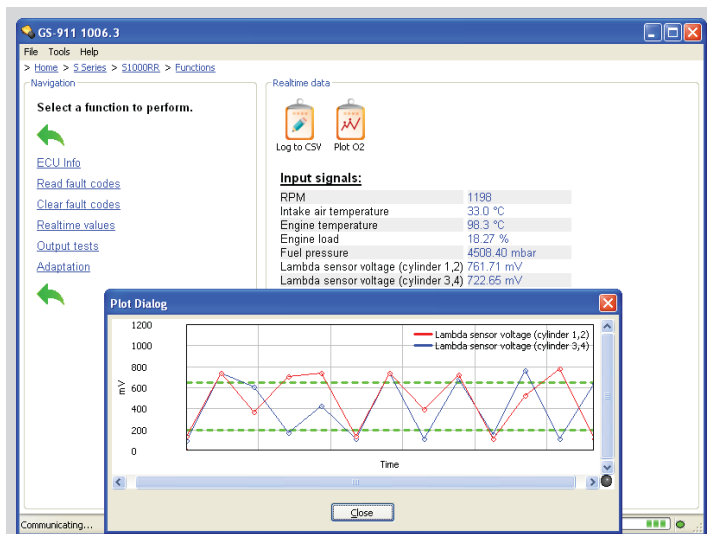 GS-911 1006.3
File Tools Help
> Home > S Series > S1000RR > Functions
Navigation
Select a function to perform.
ECU Info
Read fault codes
Clear fault codes
Realtime values
Output tests
Adaptation
Realtime data
Log to CSV Plot O2
Input signals:
RPM 1198
Intake air temperature 33.0 °C
Engine temperature 98.3 °C
Engine load 18.27 %
Fuel pressure 4508.40 mbar
Lambda sensor voltage (cylinder 1,2) 761.71 mV
Lambda sensor voltage (cylinder 3,4) 722.65 mV
Plot Dialog
1200
1000
800
600
400
200
0
mV
Lambda sensor voltage (cylinder 1,2)
Lambda sensor voltage (cylinder 3,4)
Time
Close
Communicating...